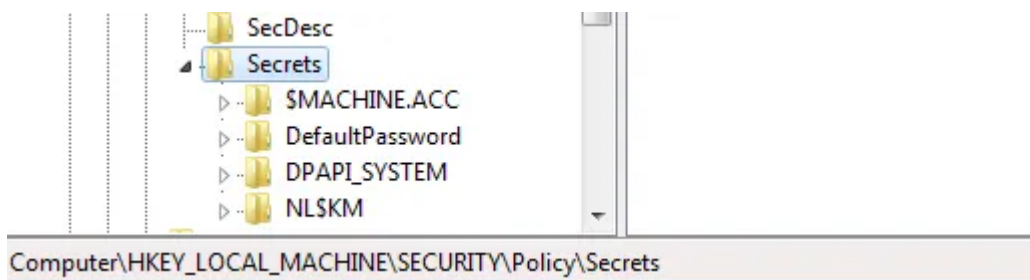 SecDesc
Secrets
$MACHINE.ACC
DefaultPassword
DPAPI_SYSTEM
NL$KM
Computer\HKEY_LOCAL_MACHINE\SECURITY\Policy\Secrets